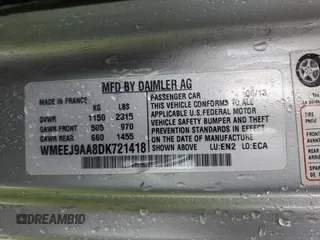 MFD BY DAIMLER AG
MADE IN FRANCE
PASSENGER CAR 06/13
KG LBS
GVWR 1150 2315
GAWR FRONT 505 970
GAWR REAR 660 1455
THIS VEHICLE CONFORMS TO ALL
APPLICABLE U.S.FEDERAL MOTOR
VEHICLE SAFETY BUMPER AND THEFT
PREVENTION STANDARDS IN EFFECT
ON THE DATE OF MANUFACTURE
SHOWN ABOVE LU:EN2 LO:ECA
WMEEJ9AA8DK721418
DREAMBID